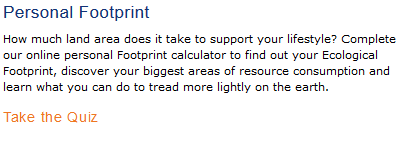 Personal Footprint
How much land area does it take to support your lifestyle? Complete
our online personal Footprint calculator to find out your Ecological
Footprint, discover your biggest areas of resource consumption and
learn what you can do to tread more lightly on the earth.
Take the Quiz